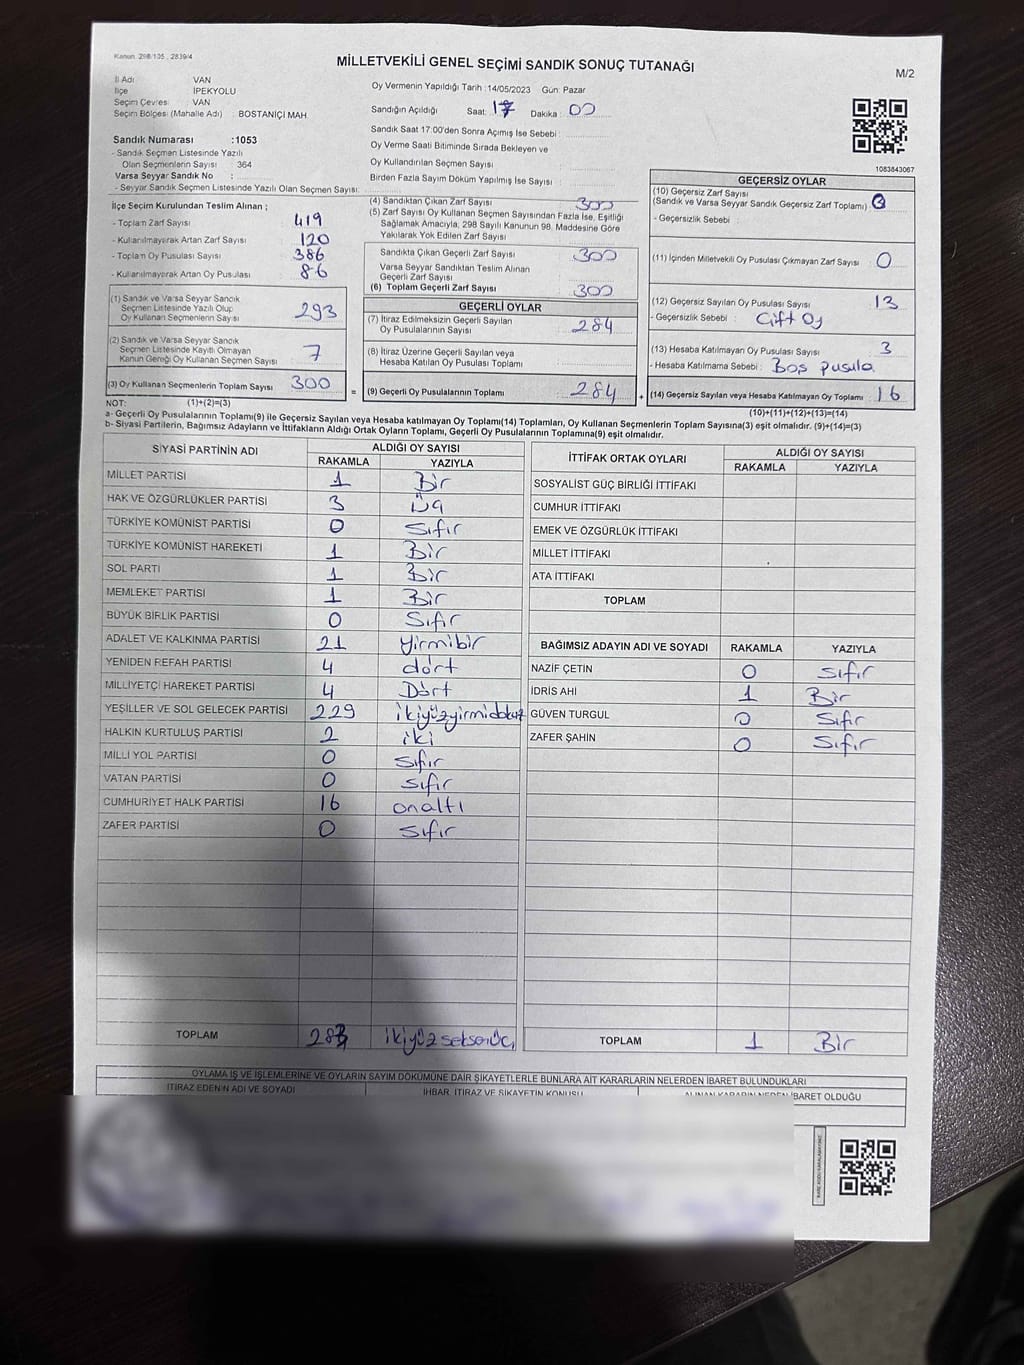 Kanun: 298/105, 2839/4
MİLLETVEKİLİ GENEL SEÇİMİ SANDIK SONUÇ TUTANAĞI
M/2
İl Adı : VAN
İlçe İPEKYOLU
Seçim Çevresi : VAN
Seçim Bölgesi (Mahalle Adı) : BOSTANİÇİ MAH
Oy Vermenin Yapıldığı Tarih :14/05/2023 Gün: Pazar
Sandığın Açıldığı Saat: 17 Dakika : 00
Sandık Saat 17:00'den Sonra Açımış İse Sebebi :
Oy Verme Saati Bitiminde Sırada Bekleyen ve
Oy Kullandırılan Seçmen Sayısı :
Birden Fazla Sayım Döküm Yapılmış İse Sayısı :
Sandık Numarası :1053
- Sandık Seçmen Listesinde Yazılı
Olan Seçmenlerin Sayısı : 364
Varsa Seyyar Sandık No :
- Seyyar Sandık Seçmen Listesinde Yazılı Olan Seçmen Sayısı:
1083843067
İlçe Seçim Kurulundan Teslim Alınan ;
- Toplam Zarf Sayısı : 419
- Kullanılmayarak Artan Zarf Sayısı : 120
- Toplam Oy Pusulası Sayısı : 386
- Kullanılmayarak Artan Oy Pusulası : 86
(1) Sandık ve Varsa Seyyar Sandık
Seçmen Listesinde Yazılı Olup
Oy Kullanan Seçmenlerin Sayısı : 293
(2) Sandık ve Varsa Seyyar Sandık
Seçmen Listesinde Kayıtlı Olmayan
Kanun Gereği Oy Kullanan Seçmen Sayısı : 7
(3) Oy Kullanan Seçmenlerin Toplam Sayısı 300
(1)+(2)=(3)
(4) Sandıktan Çıkan Zarf Sayısı : 300
(5) Zarf Sayısı Oy Kullanan Seçmen Sayısından Fazla İse, Eşitliği
Sağlamak Amacıyla, 298 Sayılı Kanunun 98. Maddesine Göre
Yakılarak Yok Edilen Zarf Sayısı :
Sandıkta Çıkan Geçerli Zarf Sayısı : 300
Varsa Seyyar Sandıktan Teslim Alınan
Geçerli Zarf Sayısı :
(6) Toplam Geçerli Zarf Sayısı : 300
GEÇERLİ OYLAR
(7) İtiraz Edilmeksizin Geçerli Sayılan
Oy Pusulalarının Sayısı : 284
(8) İtiraz Üzerine Geçerli Sayılan veya
Hesaba Katılan Oy Pusulası Toplamı :
= (9) Geçerli Oy Pusulalarının Toplamı : 284 +
GEÇERSİZ OYLAR
(10) Geçersiz Zarf Sayısı
(Sandık ve Varsa Seyyar Sandık Geçersiz Zarf Toplamı) :
- Geçersizlik Sebebi :
(11) İçinden Milletvekili Oy Pusulası Çıkmayan Zarf Sayısı : 0
(12) Geçersiz Sayılan Oy Pusulası Sayısı : 13
- Geçersizlik Sebebi : Çift Oy
(13) Hesaba Katılmayan Oy Pusulası Sayısı : 3
- Hesaba Katılmama Sebebi : Boş pusula
(14) Geçersiz Sayılan veya Hesaba Katılmayan Oy Toplamı : 16
(10)+(11)+(12)+(13)=(14)
NOT:
a- Geçerli Oy Pusulalarının Toplamı(9) ile Geçersiz Sayılan veya Hesaba katılmayan Oy Toplamı(14) Toplamları, Oy Kullanan Seçmenlerin Toplam Sayısına(3) eşit olmalıdır. (9)+(14)=(3)
b- Siyasi Partilerin, Bağımsız Adayların ve İttifakların Aldığı Ortak Oyların Toplamı, Geçerli Oy Pusulalarının Toplamına(9) eşit olmalıdır.
SİYASİ PARTİNİN ADI ALDIĞI OY SAYISI
RAKAMLA YAZIYLA
MİLLET PARTİSİ 1 Bir
HAK VE ÖZGÜRLÜKLER PARTİSİ 3 üç
TÜRKİYE KOMÜNİST PARTİSİ 0 Sıfır
TÜRKİYE KOMÜNİST HAREKETİ 1 Bir
SOL PARTİ 1 Bir
MEMLEKET PARTİSİ 1 Bir
BÜYÜK BİRLİK PARTİSİ 0 Sıfır
ADALET VE KALKINMA PARTİSİ 21 yirmibir
YENİDEN REFAH PARTİSİ 4 dört
MİLLİYETÇİ HAREKET PARTİSİ 4 Dört
YEŞİLLER VE SOL GELECEK PARTİSİ 229 ikiyüzyirmidokuz
HALKIN KURTULUŞ PARTİSİ 2 iki
MİLLİ YOL PARTİSİ 0 sıfır
VATAN PARTİSİ 0 sıfır
CUMHURİYET HALK PARTİSİ 16 onaltı
ZAFER PARTİSİ 0 sıfır
TOPLAM 283 ikiyüzseksenüç
İTTİFAK ORTAK OYLARI ALDIĞI OY SAYISI
RAKAMLA YAZIYLA
SOSYALİST GÜÇ BİRLİĞİ İTTİFAKI
CUMHUR İTTİFAKI
EMEK VE ÖZGÜRLÜK İTTİFAKI
MİLLET İTTİFAKI
ATA İTTİFAKI
TOPLAM
BAĞIMSIZ ADAYIN ADI VE SOYADI RAKAMLA YAZIYLA
NAZİF ÇETİN 0 sıfır
İDRİS AHİ 1 Bir
GÜVEN TURGUL 0 Sıfır
ZAFER ŞAHİN 0 Sıfır
TOPLAM 1 Bir
OYLAMA İŞ VE İŞLEMLERİNE VE OYLARIN SAYIM DÖKÜMÜNE DAİR ŞİKAYETLERLE BUNLARA AİT KARARLARIN NELERDEN İBARET BULUNDUKLARI
İTİRAZ EDENİN ADI VE SOYADI İHBAR, İTİRAZ VE ŞİKAYETİN KONUSU ALINAN KARARIN NEDEN İBARET OLDUĞU